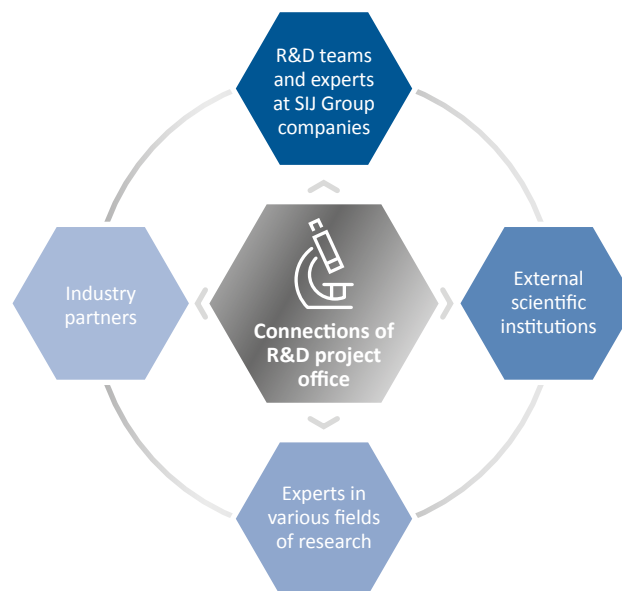 R&D teams
and experts
at SIJ Group
companies
Industry
partners
Connections of
R&D project
office
External
scientific
institutions
Experts in
various fields
of research